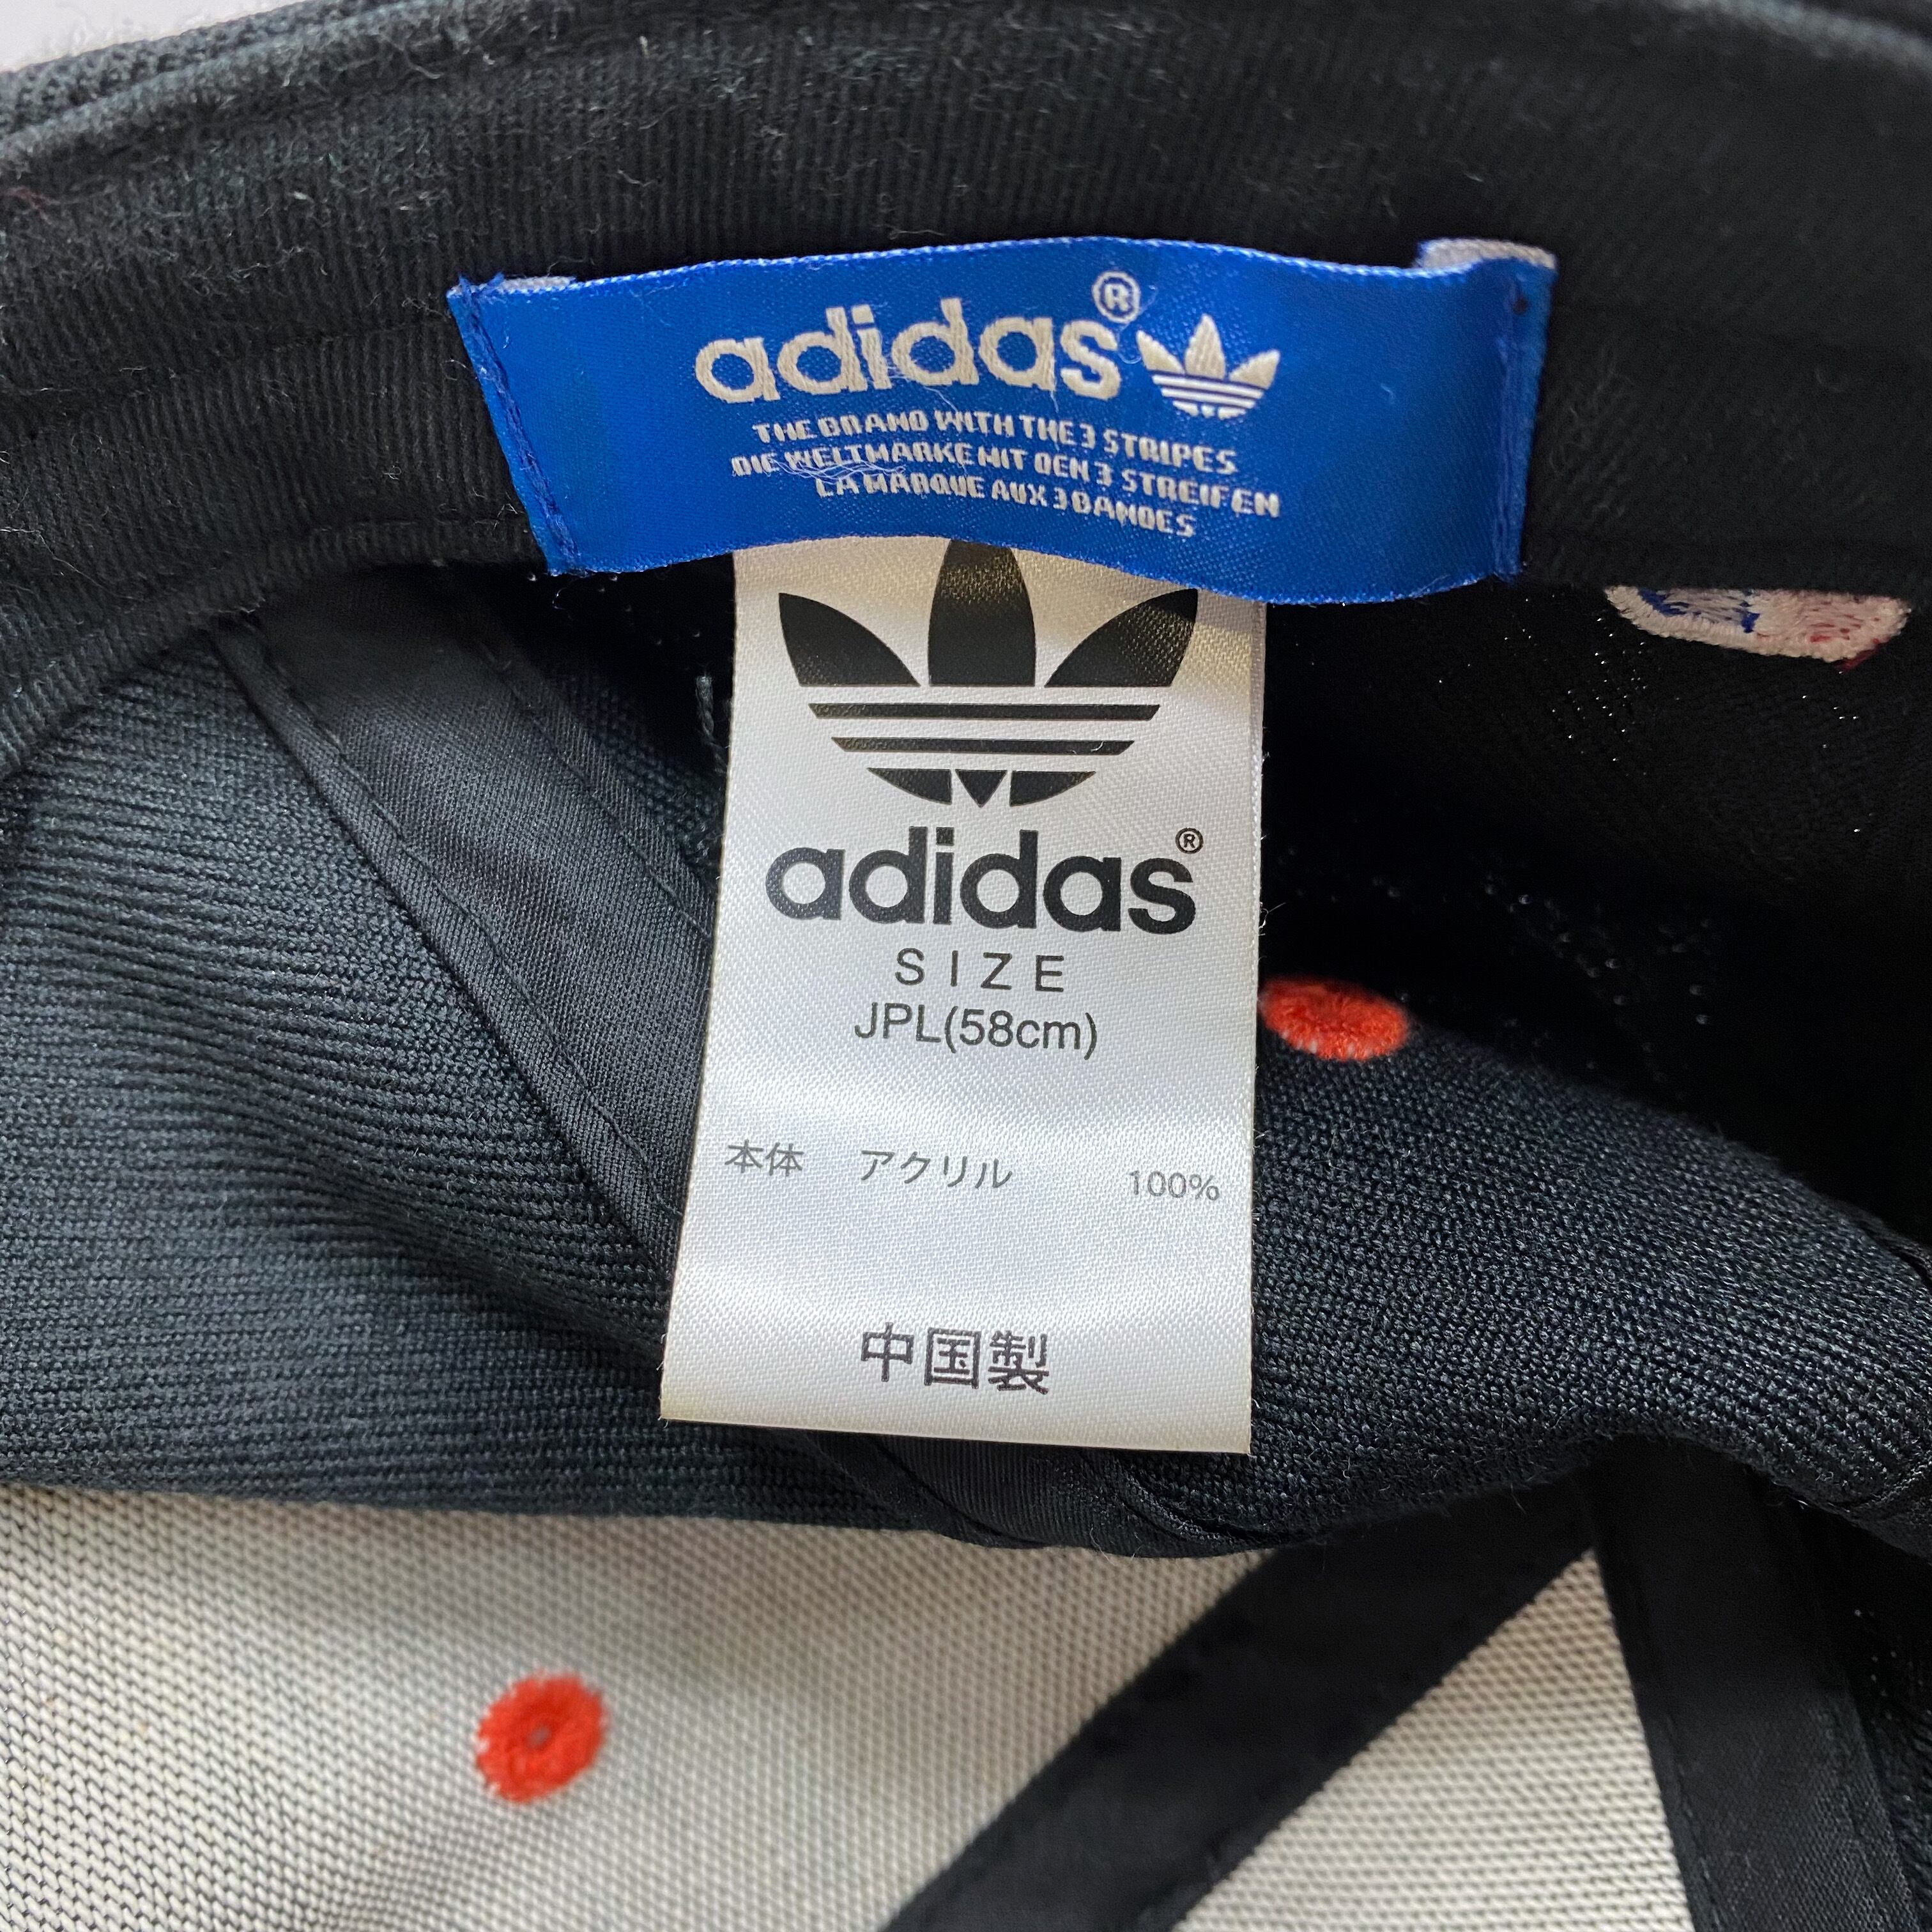 adidas®
THE BRAND WITH THE 3 STRIPES
DIE WELTMARKE MIT DEN 3 STREIFEN
LA MARQUE AUX 3 BANDES
adidas®
SIZE
JPL(58cm)
本体 アクリル 100%
中国製